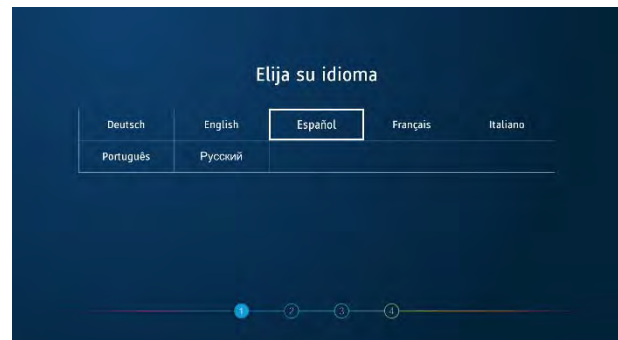 Elija su idioma
Deutsch English Español Français Italiano
Português Русский
1 2 3 4